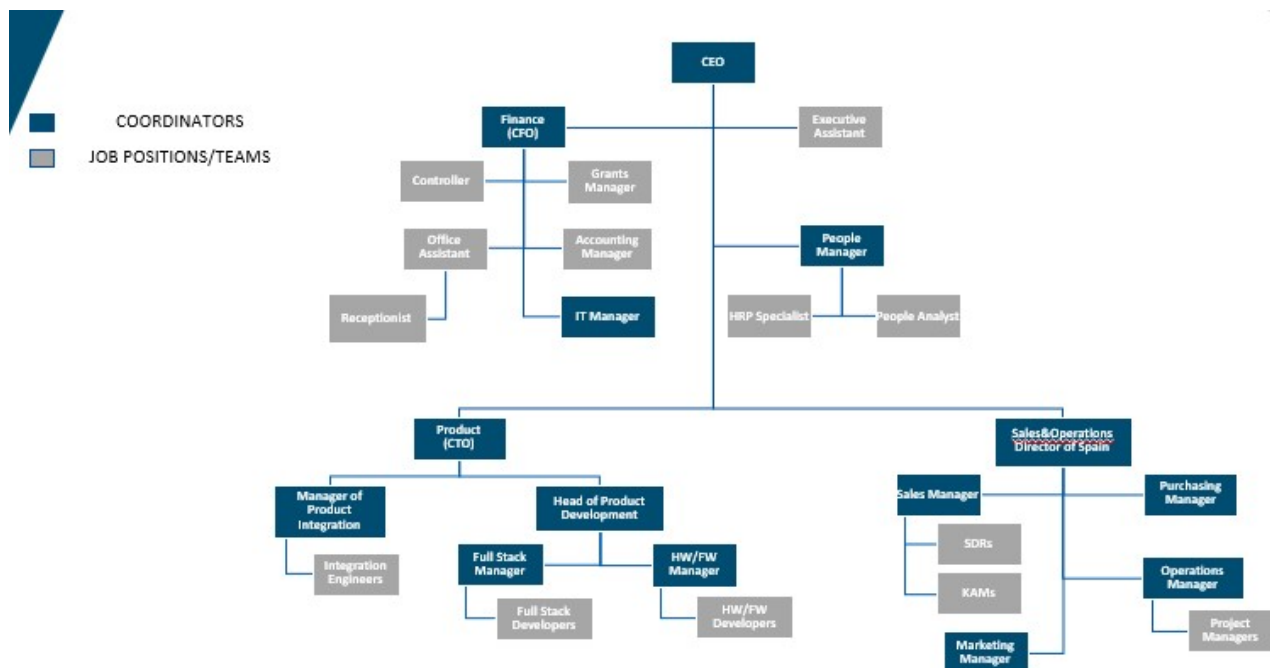 CEO
COORDINATORS
JOB POSITIONS/TEAMS
Finance
(CFO)
Executive
Assistant
Controller
Grants
Manager
Office
Assistant
Accounting
Manager
People
Manager
Receptionist
IT Manager
HRP Specialist
People Analyst
Product
(CTO)
Sales&Operations
Director of Spain
Manager of
Product
Integration
Head of Product
Development
Sales Manager
Purchasing
Manager
Integration
Engineers
Full Stack
Manager
HW/FW
Manager
SDRs
Operations
Manager
KAMs
Full Stack
Developers
HW/FW
Developers
Project
Managers
Marketing
Manager